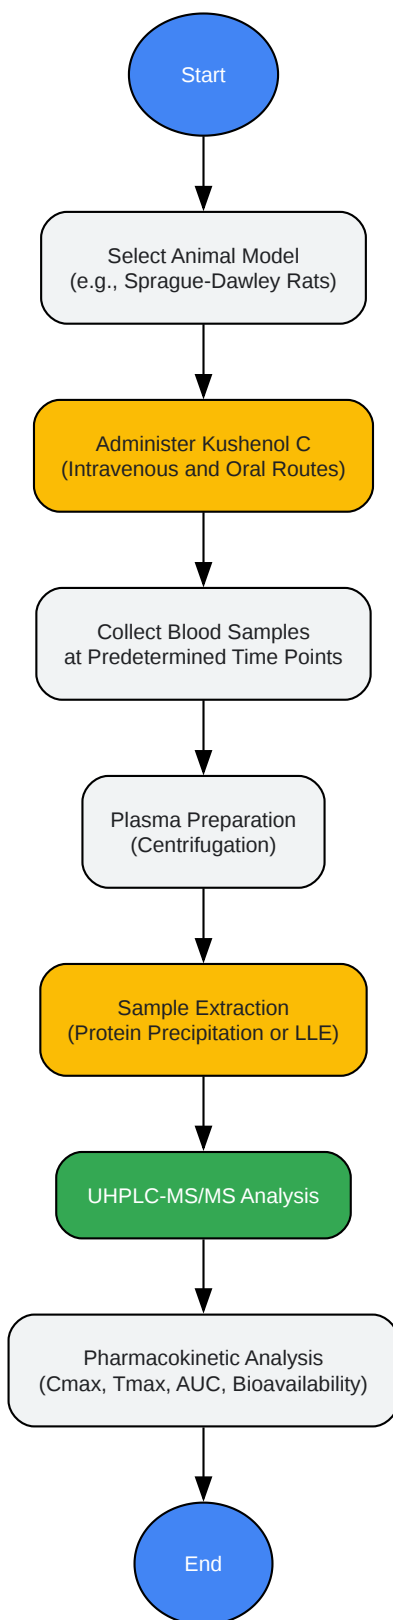 Start
Select Animal Model
(e.g., Sprague-Dawley Rats)
Administer Kushenol C
(Intravenous and Oral Routes)
Collect Blood Samples
at Predetermined Time Points
Plasma Preparation
(Centrifugation)
Sample Extraction
(Protein Precipitation or LLE)
UHPLC-MS/MS Analysis
Pharmacokinetic Analysis
(Cmax, Tmax, AUC, Bioavailability)
End